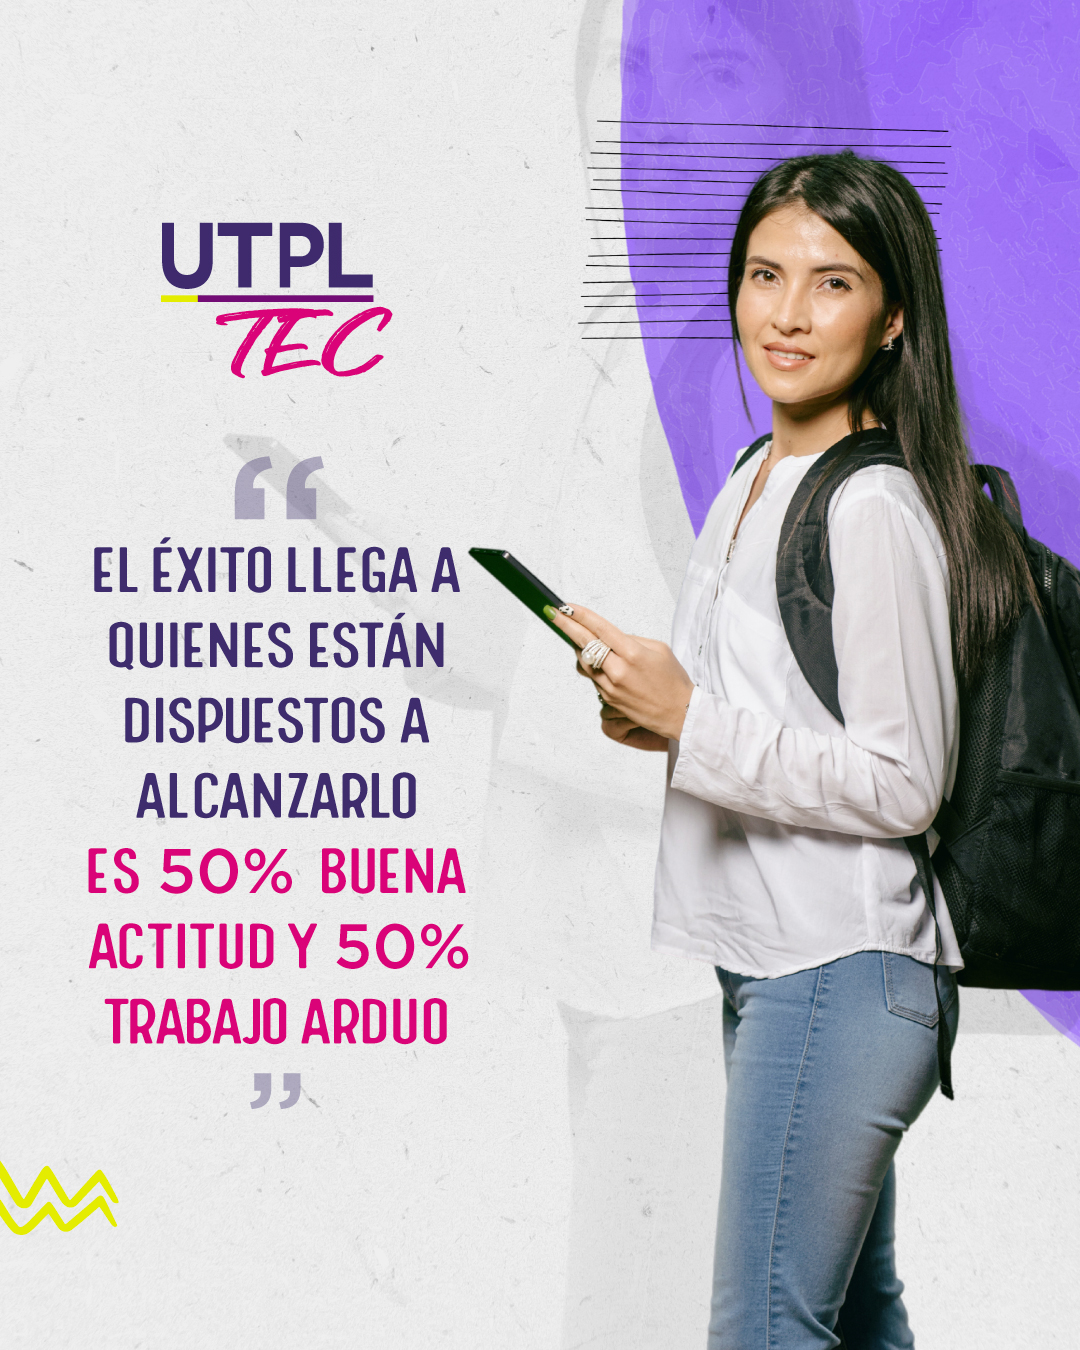 UTPL
TEC
“
EL ÉXITO LLEGA A
QUIENES ESTÁN
DISPUESTOS A
ALCANZARLO
ES 50% BUENA
ACTITUD Y 50%
TRABAJO ARDUO
”